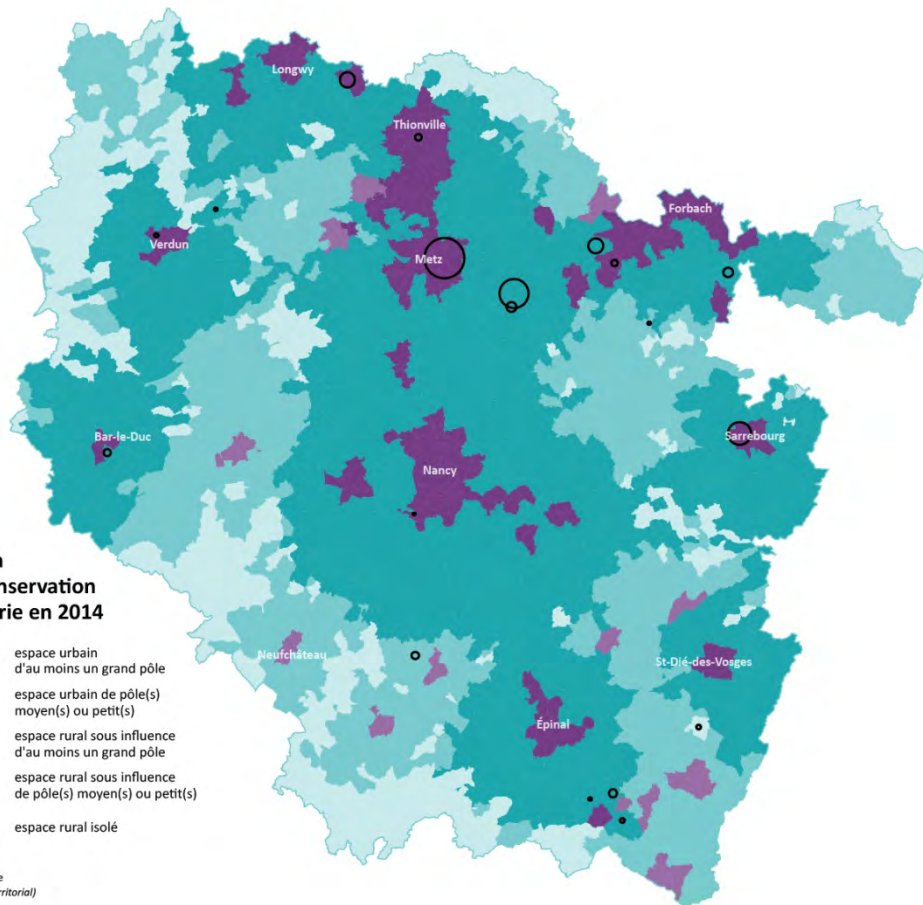 Longwy
Thionville
Forbach
Verdun
Metz
Bar-le-Duc
Sarrebourg
Nancy
nservation
rie en 2014
Neufchâteau
St-Dié-des-Vosges
Épinal
espace urbain
d'au moins un grand pôle
espace urbain de pôle(s)
moyen(s) ou petit(s)
espace rural sous influence
d'au moins un grand pôle
espace rural sous influence
de pôle(s) moyen(s) ou petit(s)
espace rural isolé
e
rritorial)